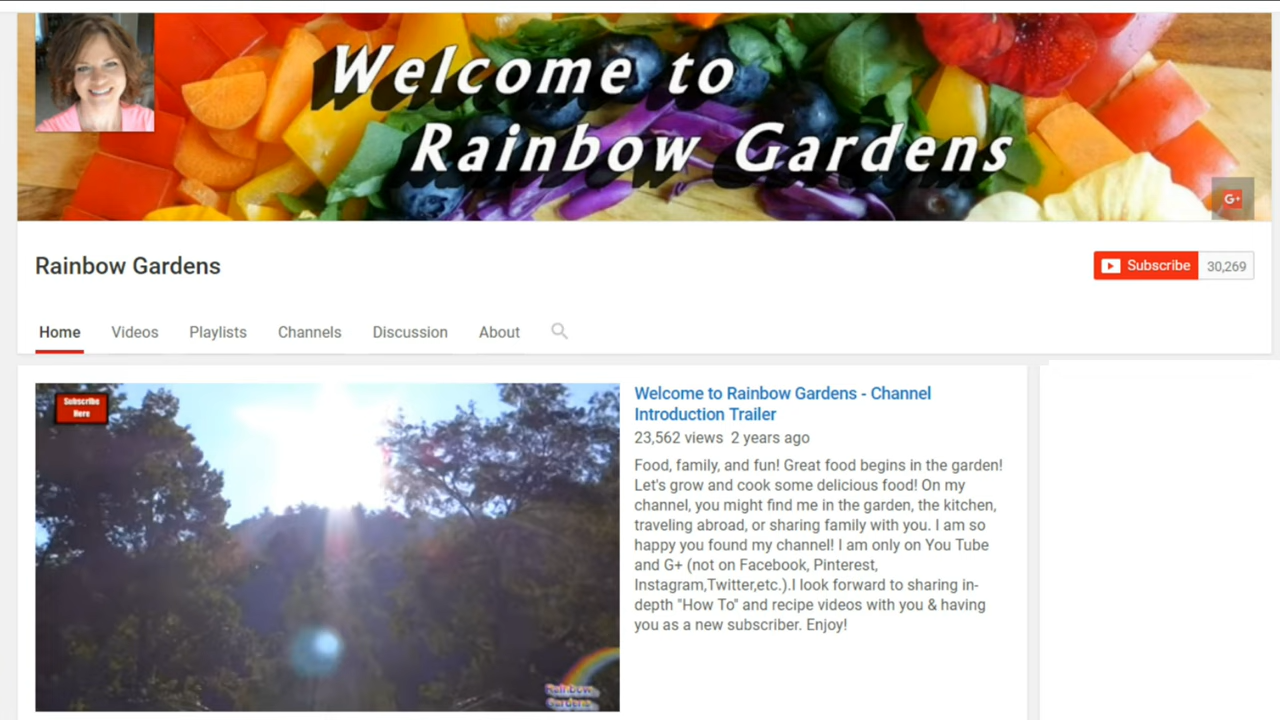 Welcome to
Rainbow Gardens
G+
Rainbow Gardens
Subscribe 30,269
Home Videos Playlists Channels Discussion About
Subscribe
Here
Welcome to Rainbow Gardens - Channel
Introduction Trailer
23,562 views 2 years ago
Food, family, and fun! Great food begins in the garden!
Let's grow and cook some delicious food! On my
channel, you might find me in the garden, the kitchen,
traveling abroad, or sharing family with you. I am so
happy you found my channel! I am only on You Tube
and G+ (not on Facebook, Pinterest,
Instagram,Twitter,etc.).I look forward to sharing in-
depth "How To" and recipe videos with you & having
you as a new subscriber. Enjoy!
Rainbow
Gardens